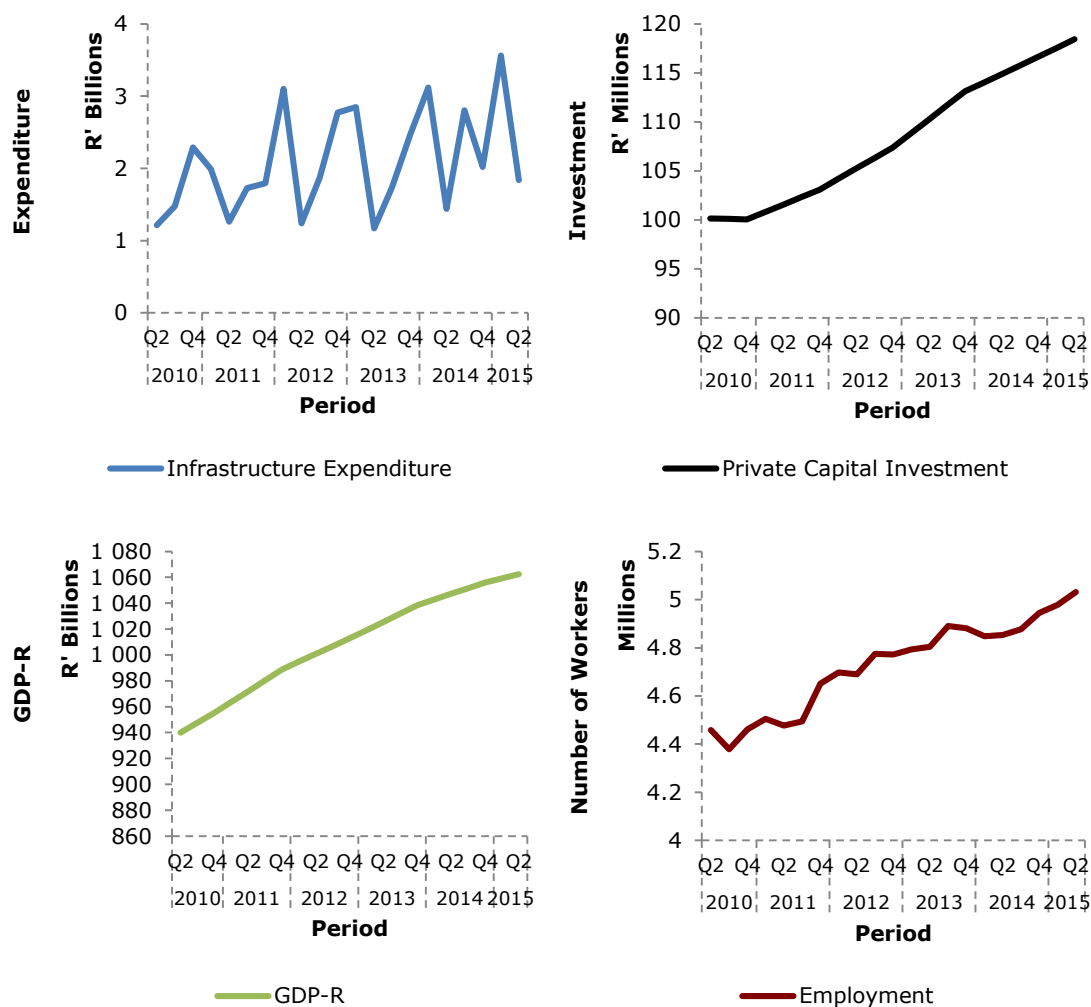 Expenditure
R' Billions
4
3
2
1
0
Q2 Q4 Q2 Q4 Q2 Q4 Q2 Q4 Q2 Q4 Q2
2010 2011 2012 2013 2014 2015
Period
Infrastructure Expenditure
Investment
R' Millions
120
115
110
105
100
95
90
Q2 Q4 Q2 Q4 Q2 Q4 Q2 Q4 Q2 Q4 Q2
2010 2011 2012 2013 2014 2015
Period
Private Capital Investment
GDP-R
R' Billions
1 080
1 060
1 040
1 020
1 000
980
960
940
920
900
880
860
Q2 Q4 Q2 Q4 Q2 Q4 Q2 Q4 Q2 Q4 Q2
2010 2011 2012 2013 2014 2015
Period
GDP-R
Number of Workers
Millions
5.2
5
4.8
4.6
4.4
4.2
4
Q2 Q4 Q2 Q4 Q2 Q4 Q2 Q4 Q2 Q4 Q2
2010 2011 2012 2013 2014 2015
Period
Employment